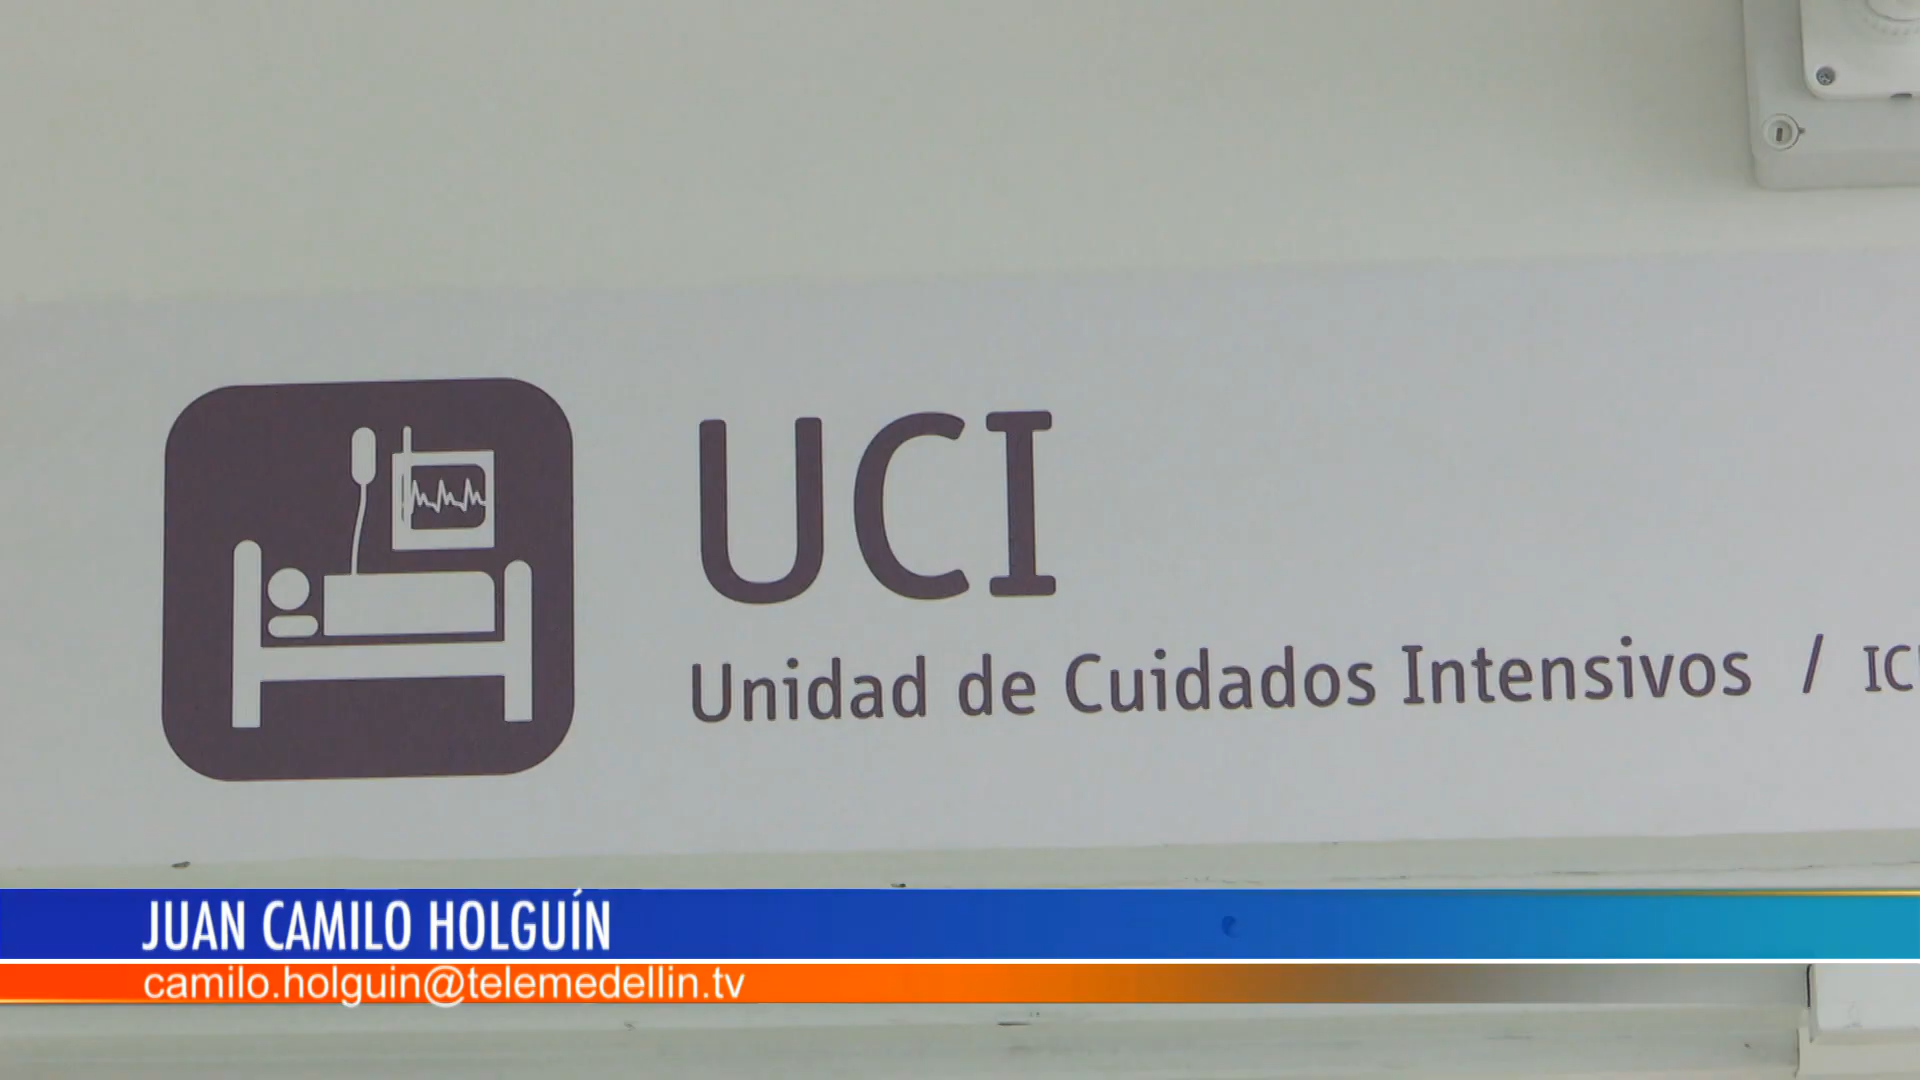 UCI
Unidad de Cuidados Intensivos /
JUAN CAMILO HOLGUÍN
camilo.holguin@telemedellin.tv